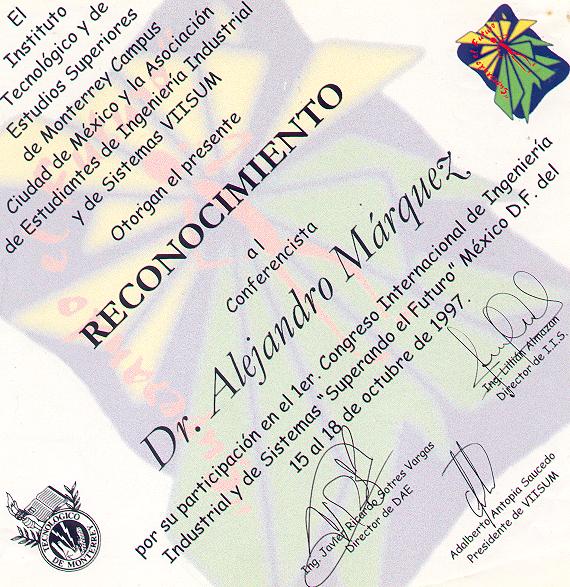 El
Instituto
Tecnológico y de
Estudios Superiores
de Monterrey Campus
Ciudad de México y la Asociación
de Estudiantes de Ingeniería Industrial
y de Sistemas VIISUM
Otorgan el presente
RECONOCIMIENTO
al
Conferencista
Dr. Alejandro Márquez
por su participación en el 1er. Congreso Internacional de Ingeniería
Industrial y de Sistemas "Superando el Futuro" México D.F. del
15 al 18 de octubre de 1997.
Ing. Lillián Almazan
Director de I.I.S.
Ing. Javier Ricardo Sotres Vargas
Director de DAE
Adalberto Antopia Saucedo
Presidente de VIISUM
TECNOLOGICO
DE MONTERREY